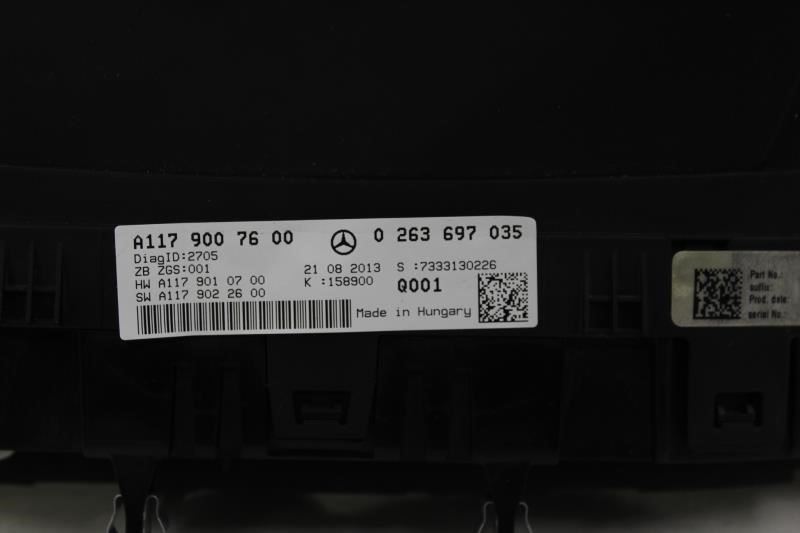 A117 900 76 00 0 263 697 035
DiagID:2705
ZB ZGS:001 21 08 2013 S :7333130226
HW A117 901 07 00 K :158900 Q001
SW A117 902 26 00
Made in Hungary
Part No.:
suffix:
Prod. date:
serial No.: